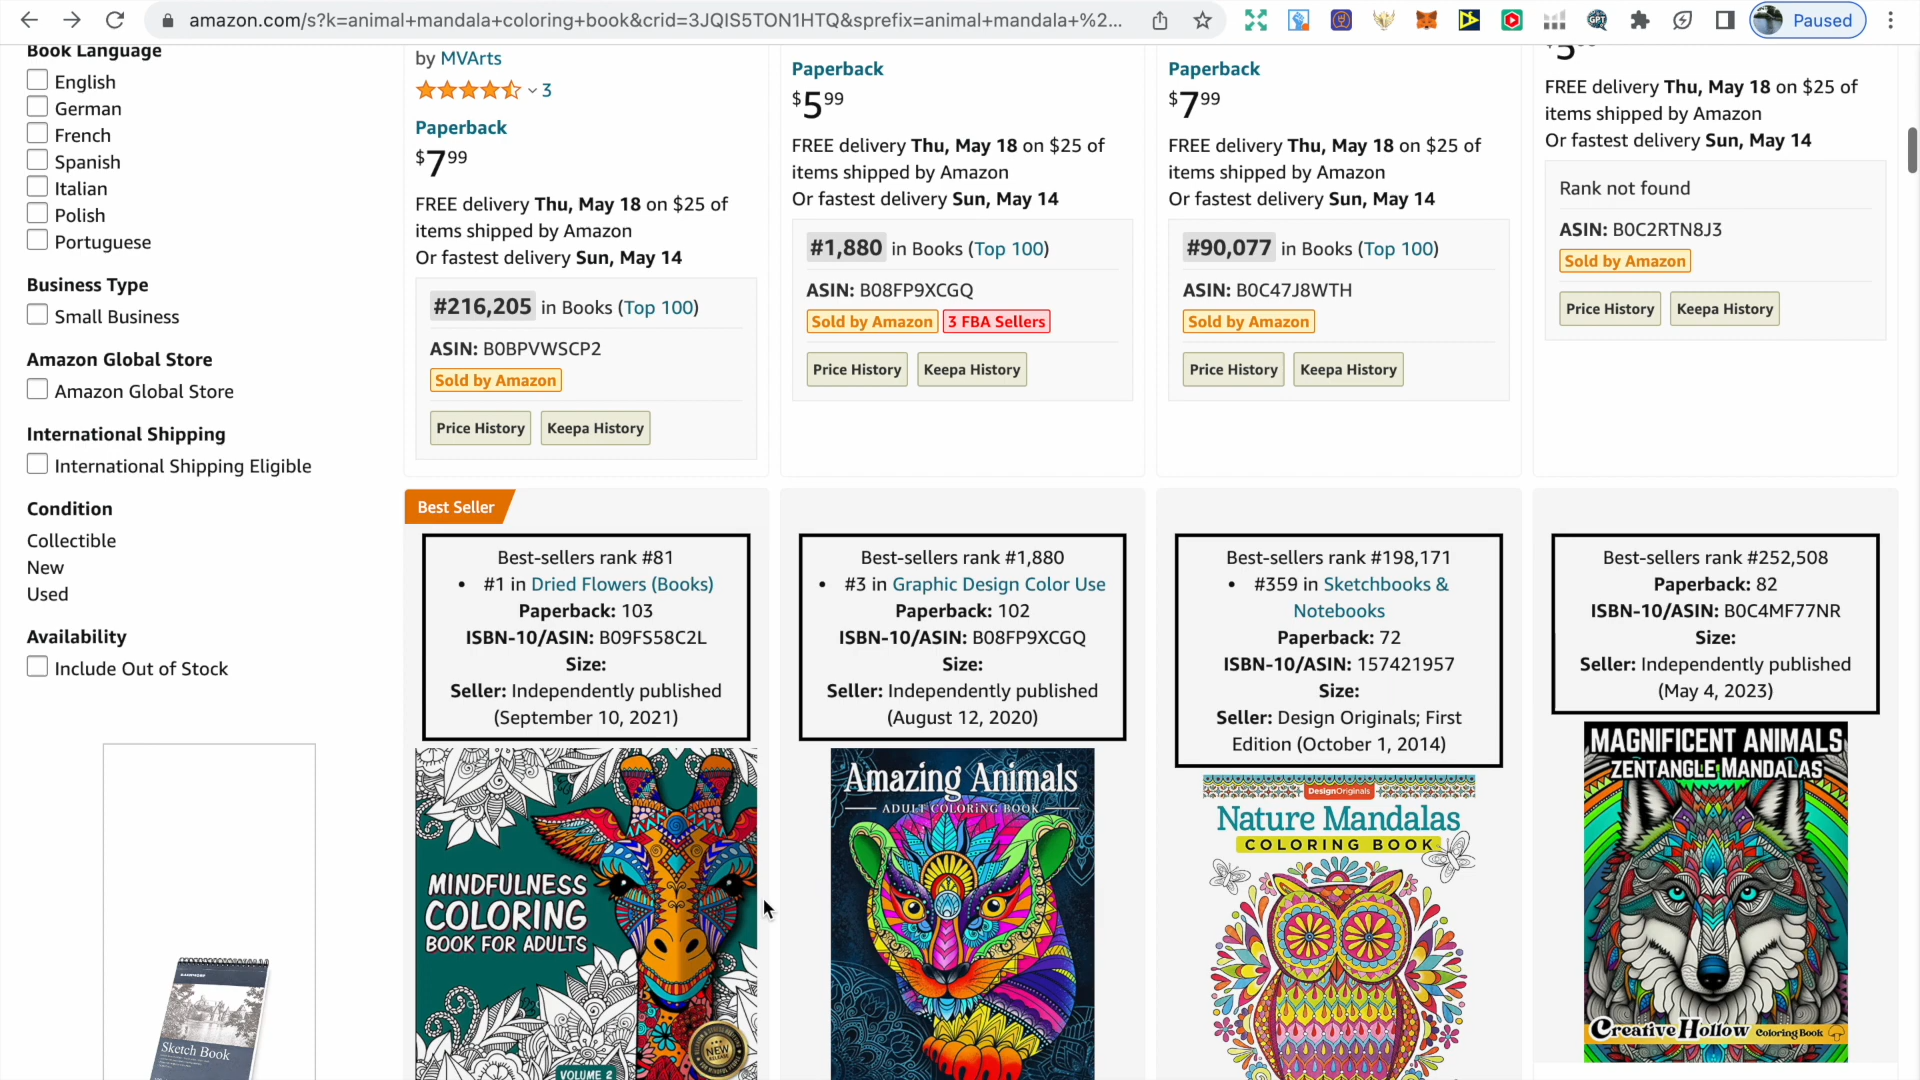 amazon.com/s?k=animal+mandala+coloring+book&crid=3JQIS5TON1HTQ&sprefix=animal+mandala+%2...
Paused
Book Language
English
German
French
Spanish
Italian
Polish
Portuguese
Business Type
Small Business
Amazon Global Store
Amazon Global Store
International Shipping
International Shipping Eligible
Condition
Collectible
New
Used
Availability
Include Out of Stock
Sketch Book
by MVArts
3
Paperback
$7.99
FREE delivery Thu, May 18 on $25 of
items shipped by Amazon
Or fastest delivery Sun, May 14
#216,205 in Books (Top 100)
ASIN: B0BPVWSCP2
Sold by Amazon
Price History Keepa History
Paperback
$5.99
FREE delivery Thu, May 18 on $25 of
items shipped by Amazon
Or fastest delivery Sun, May 14
#1,880 in Books (Top 100)
ASIN: B08FP9XCGQ
Sold by Amazon 3 FBA Sellers
Price History Keepa History
Paperback
$7.99
FREE delivery Thu, May 18 on $25 of
items shipped by Amazon
Or fastest delivery Sun, May 14
#90,077 in Books (Top 100)
ASIN: B0C47J8WTH
Sold by Amazon
Price History Keepa History
FREE delivery Thu, May 18 on $25 of
items shipped by Amazon
Or fastest delivery Sun, May 14
Rank not found
ASIN: B0C2RTN8J3
Sold by Amazon
Price History Keepa History
Best Seller
Best-sellers rank #81
• #1 in Dried Flowers (Books)
Paperback: 103
ISBN-10/ASIN: B09FS58C2L
Size:
Seller: Independently published
(September 10, 2021)
MINDFULNESS
COLORING
BOOK FOR ADULTS
NEW
RELEASE
VOLUME 2
Best-sellers rank #1,880
• #3 in Graphic Design Color Use
Paperback: 102
ISBN-10/ASIN: B08FP9XCGQ
Size:
Seller: Independently published
(August 12, 2020)
Amazing Animals
ADULT COLORING BOOK
Best-sellers rank #198,171
• #359 in Sketchbooks &
Notebooks
Paperback: 72
ISBN-10/ASIN: 157421957
Size:
Seller: Design Originals; First
Edition (October 1, 2014)
DesignOriginals
Nature Mandalas
COLORING BOOK
Best-sellers rank #252,508
Paperback: 82
ISBN-10/ASIN: B0C4MF77NR
Size:
Seller: Independently published
(May 4, 2023)
MAGNIFICENT ANIMALS
ZENTANGLE MANDALAS
Creative Hollow Coloring Book